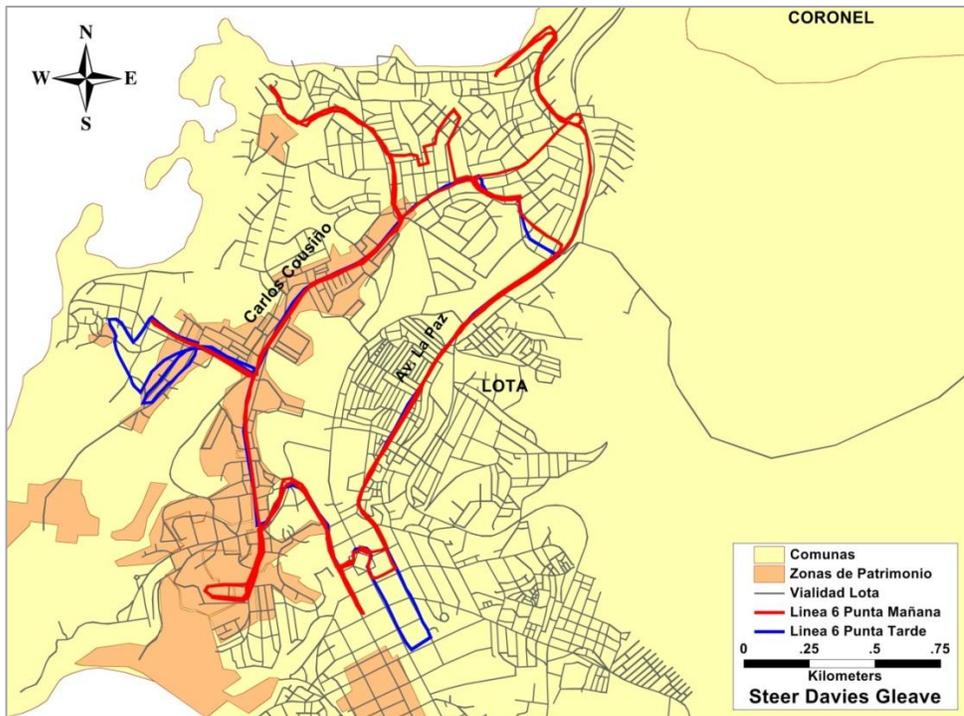 CORONEL
N
W E
S
Carlos Cousiño
Av. La Paz
LOTA
Comunas
Zonas de Patrimonio
Vialidad Lota
Linea 6 Punta Mañana
Linea 6 Punta Tarde
0 .25 .5 .75
Kilometers
Steer Davies Gleave